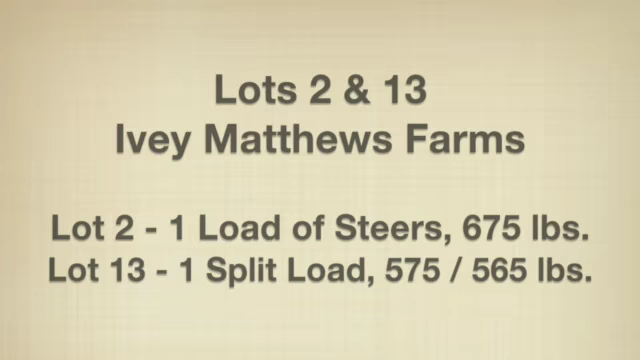 Lots 2 & 13
Ivey Matthews Farms
Lot 2 - 1 Load of Steers, 675 lbs.
Lot 13 - 1 Split Load, 575 / 565 lbs.